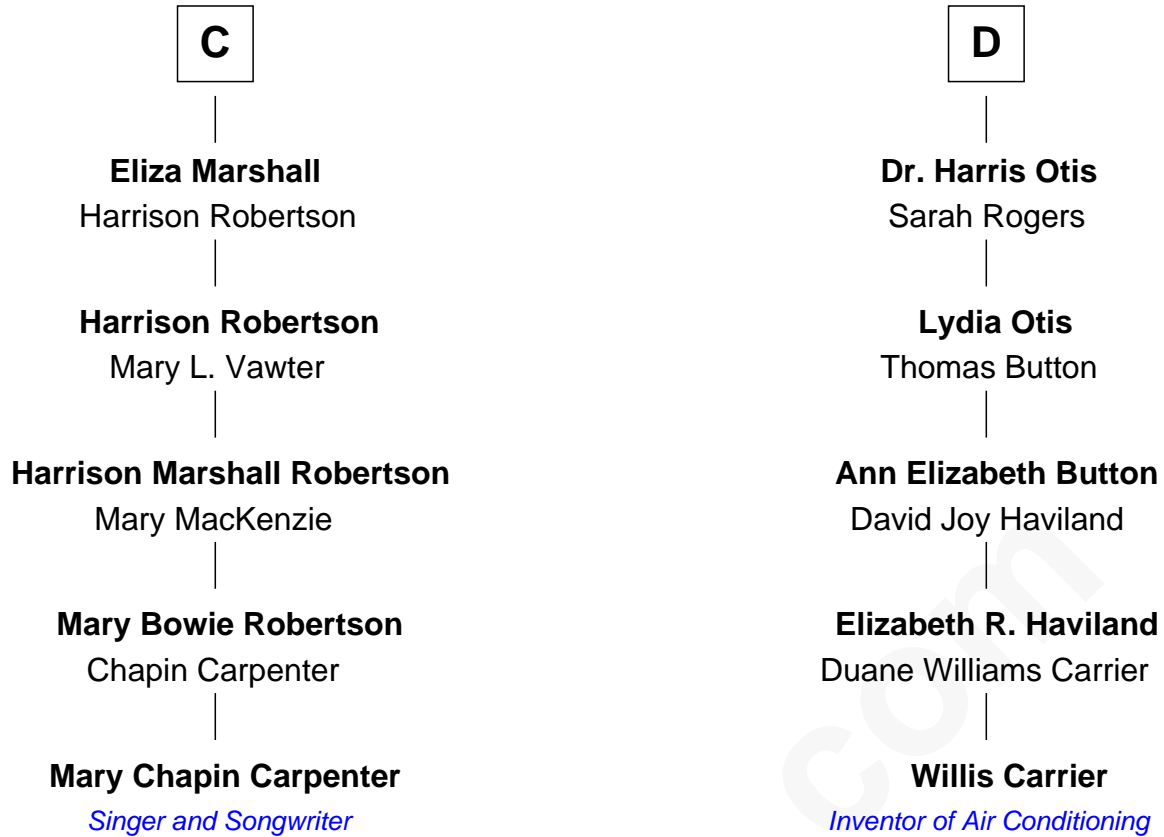 C
Eliza Marshall
Harrison Robertson
Harrison Robertson
Mary L. Vawter
Harrison Marshall Robertson
Mary MacKenzie
Mary Bowie Robertson
Chapin Carpenter
Mary Chapin Carpenter
Singer and Songwriter
D
Dr. Harris Otis
Sarah Rogers
Lydia Otis
Thomas Button
Ann Elizabeth Button
David Joy Haviland
Elizabeth R. Haviland
Duane Williams Carrier
Willis Carrier
Inventor of Air Conditioning
com